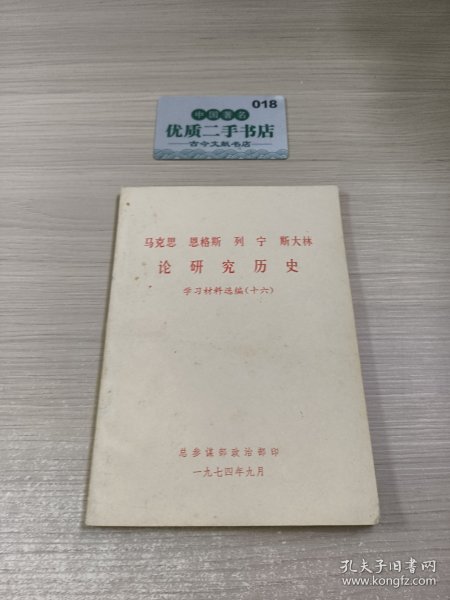 018
中国著名
优质二手书店
古今文献书店
马克思 恩格斯 列宁 斯大林
论研究历史
学习材料选编(十六)
总参谋部政治部印
一九七四年九月
孔夫子旧书网
www.kongfz.com